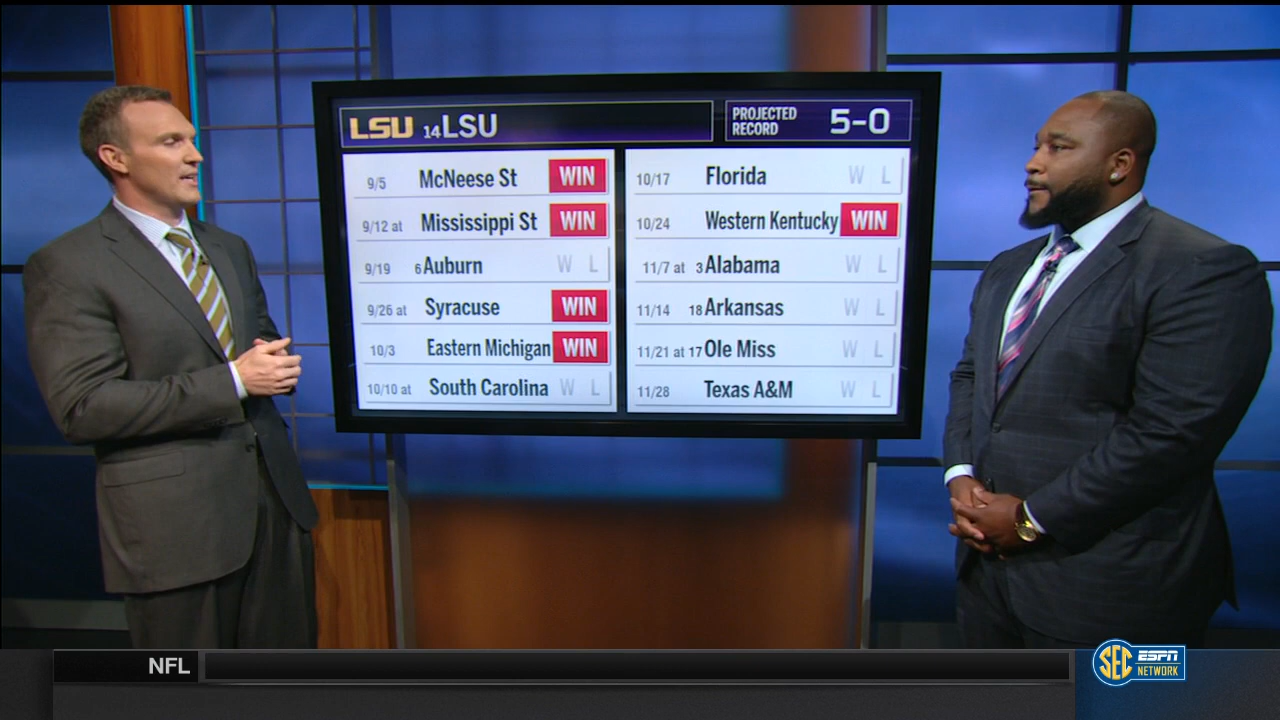 LSU 14 LSU
PROJECTED RECORD 5-0
9/5 McNeese St WIN
9/12 at Mississippi St WIN
9/19 6 Auburn W L
9/26 at Syracuse WIN
10/3 Eastern Michigan WIN
10/10 at South Carolina W L
10/17 Florida W L
10/24 Western Kentucky WIN
11/7 at 3 Alabama W L
11/14 18 Arkansas W L
11/21 at 17 Ole Miss W L
11/28 Texas A&M W L
NFL
SEC ESPN NETWORK